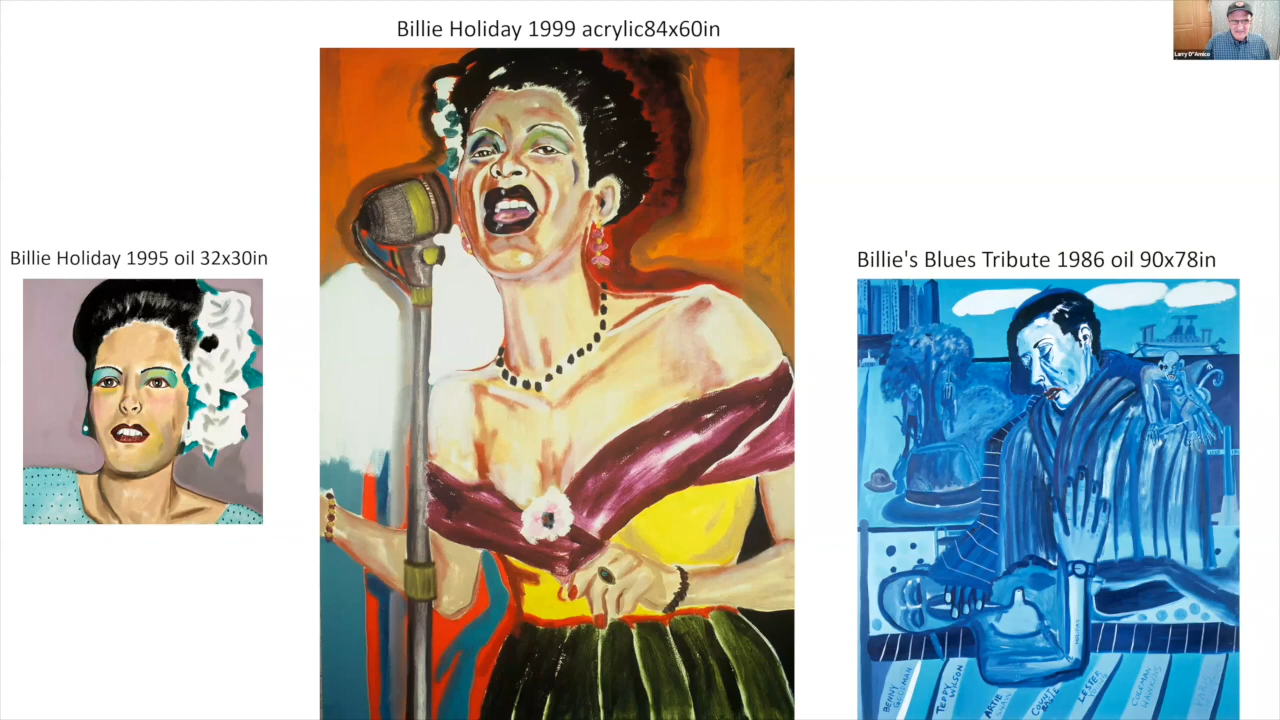 Billie Holiday 1999 acrylic84x60in
Larry D"Amico
Billie Holiday 1995 oil 32x30in
Billie's Blues Tribute 1986 oil 90x78in
BENNY GOODMAN
TEDDY WILSON
ARTIE
COUNT BASIE
LESTER
COLEMAN HAWKINS